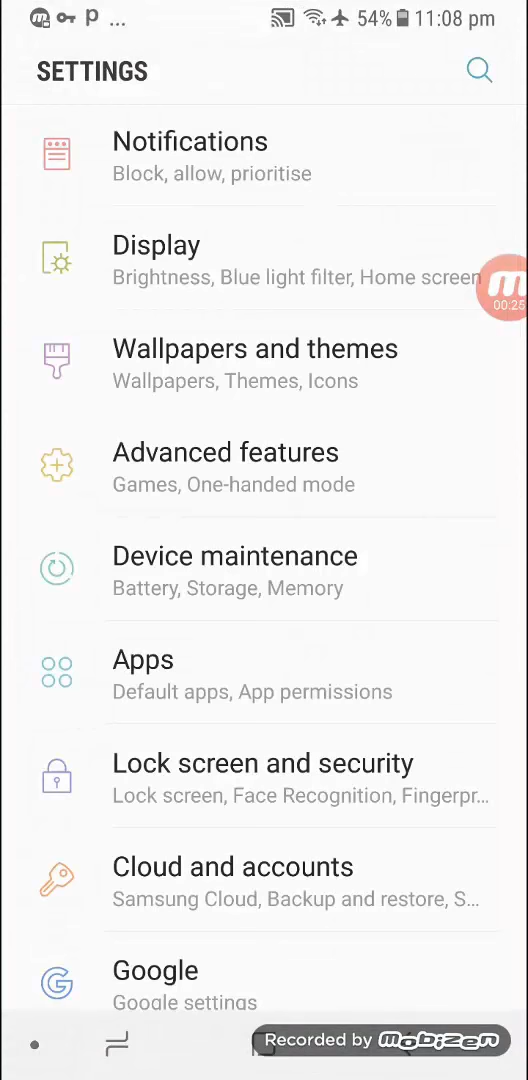 P ... 54% 11:08 pm
SETTINGS
Notifications
Block, allow, prioritise
Display
Brightness, Blue light filter, Home screen
00:25
Wallpapers and themes
Wallpapers, Themes, Icons
Advanced features
Games, One-handed mode
Device maintenance
Battery, Storage, Memory
Apps
Default apps, App permissions
Lock screen and security
Lock screen, Face Recognition, Fingerpr...
Cloud and accounts
Samsung Cloud, Backup and restore, S...
Google
Google settings
Recorded by mobizen